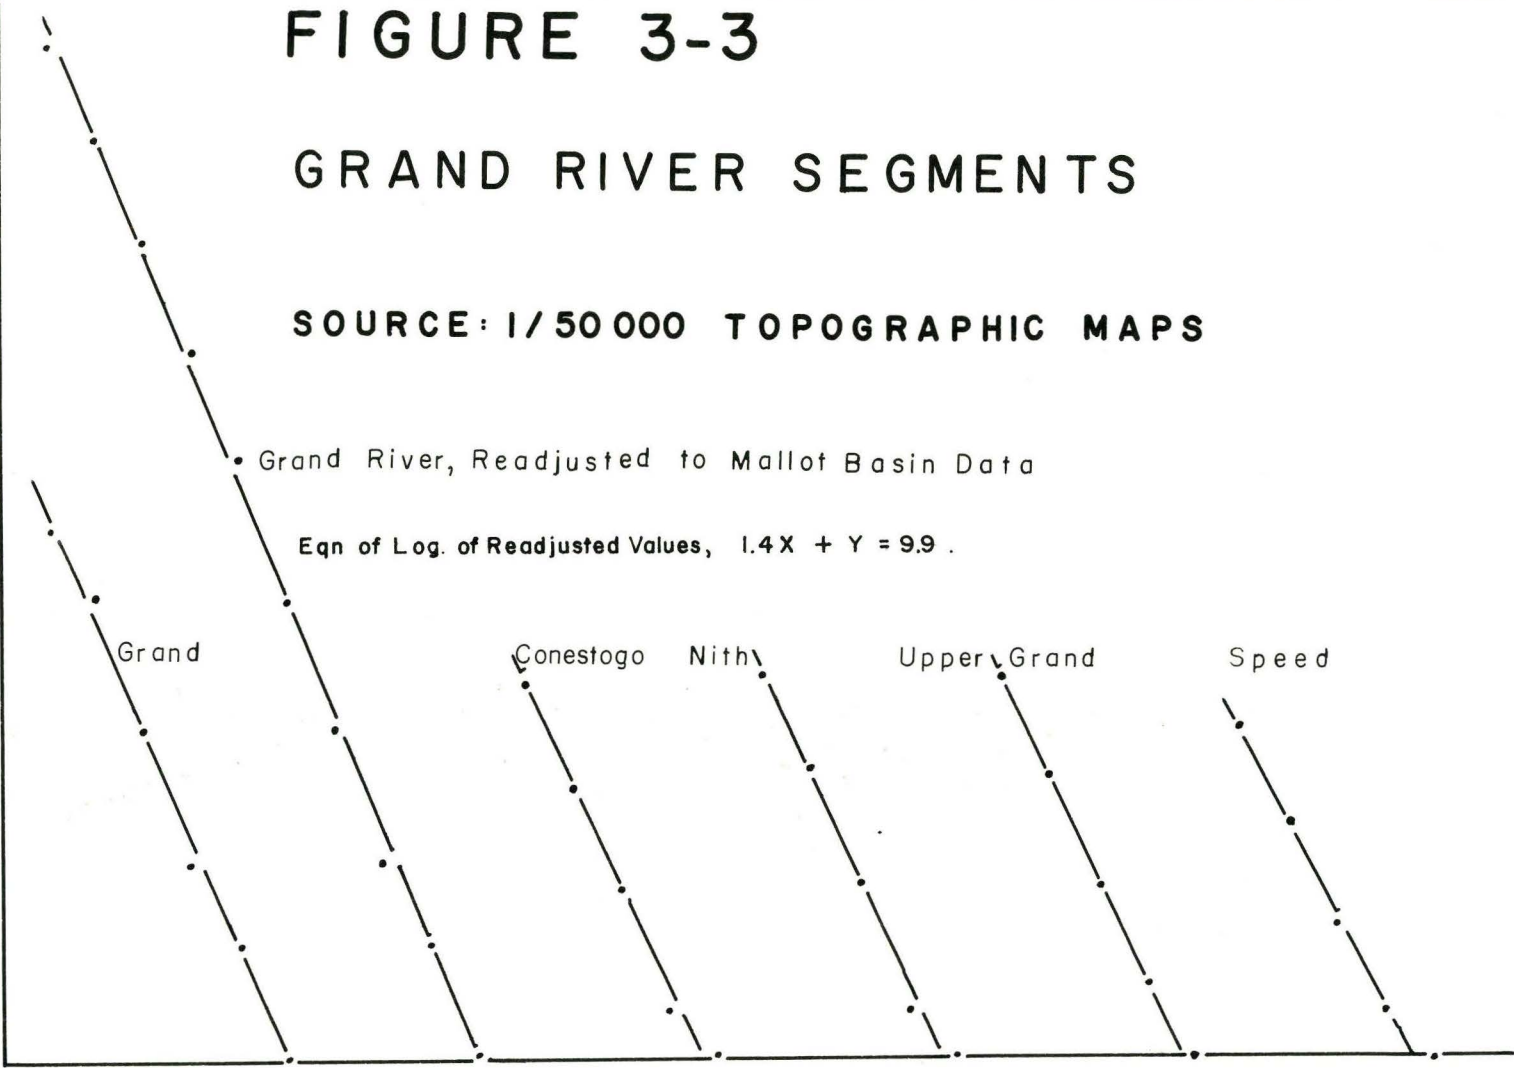 FIGURE 3-3
GRAND RIVER SEGMENTS
SOURCE: 1/50 000 TOPOGRAPHIC MAPS
Grand River, Readjusted to Mallot Basin Data
Eqn of Log. of Readjusted Values, 1.4X + Y = 9.9 .
Grand
Conestogo
Nith
Upper Grand
Speed